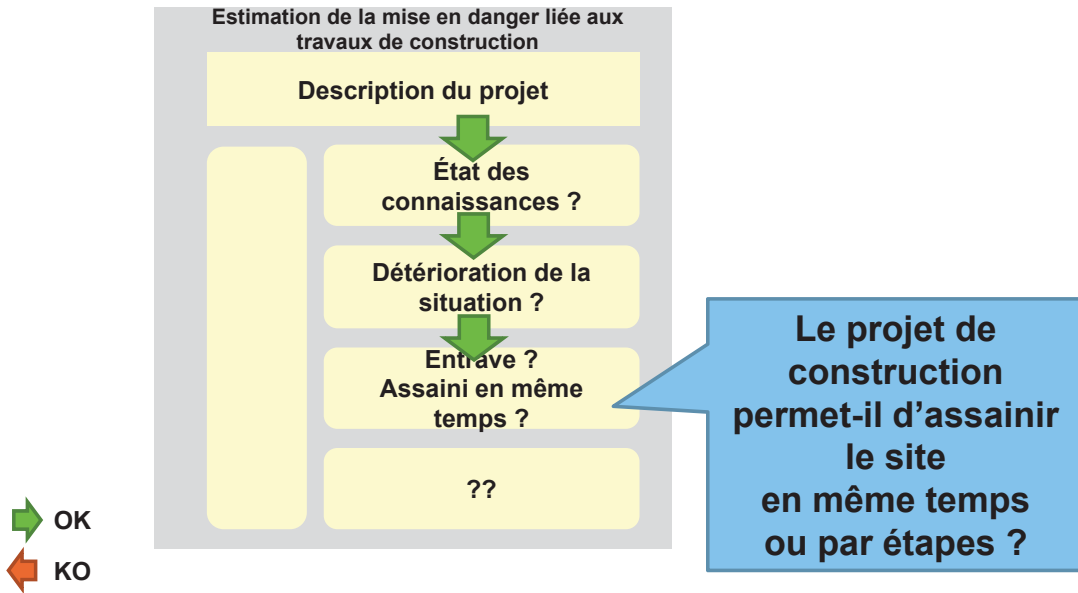 Estimation de la mise en danger liée aux
travaux de construction
Description du projet
État des
connaissances ?
Détérioration de la
situation ?
Entrave ?
Assaini en même
temps ?
??
Le projet de
construction
permet-il d’assainir
le site
en même temps
ou par étapes ?
OK
KO